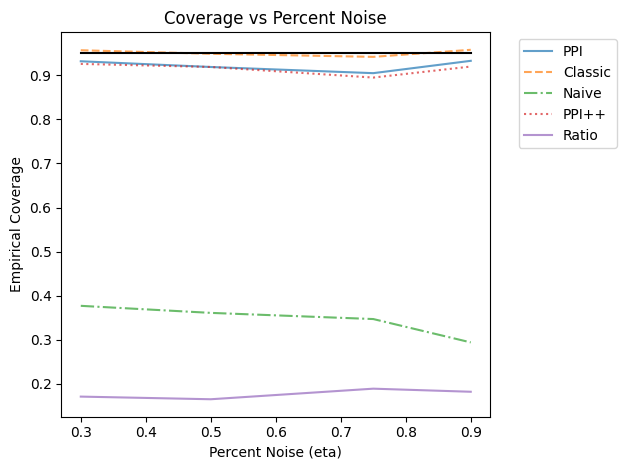 Coverage vs Percent Noise
Empirical Coverage
0.9
0.8
0.7
0.6
0.5
0.4
0.3
0.2
0.3 0.4 0.5 0.6 0.7 0.8 0.9
Percent Noise (eta)
PPI
Classic
Naive
PPI++
Ratio